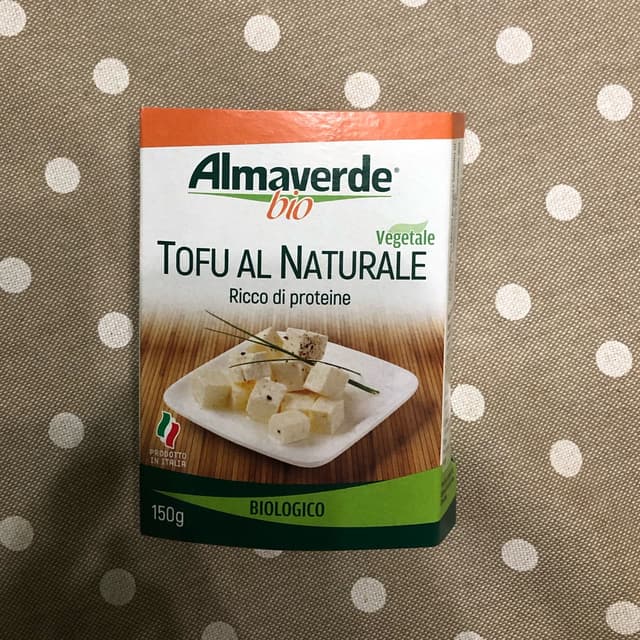 Almaverde®
bio
Vegetale
TOFU AL NATURALE
Ricco di proteine
PRODOTTO
IN ITALIA
BIOLOGICO
150g